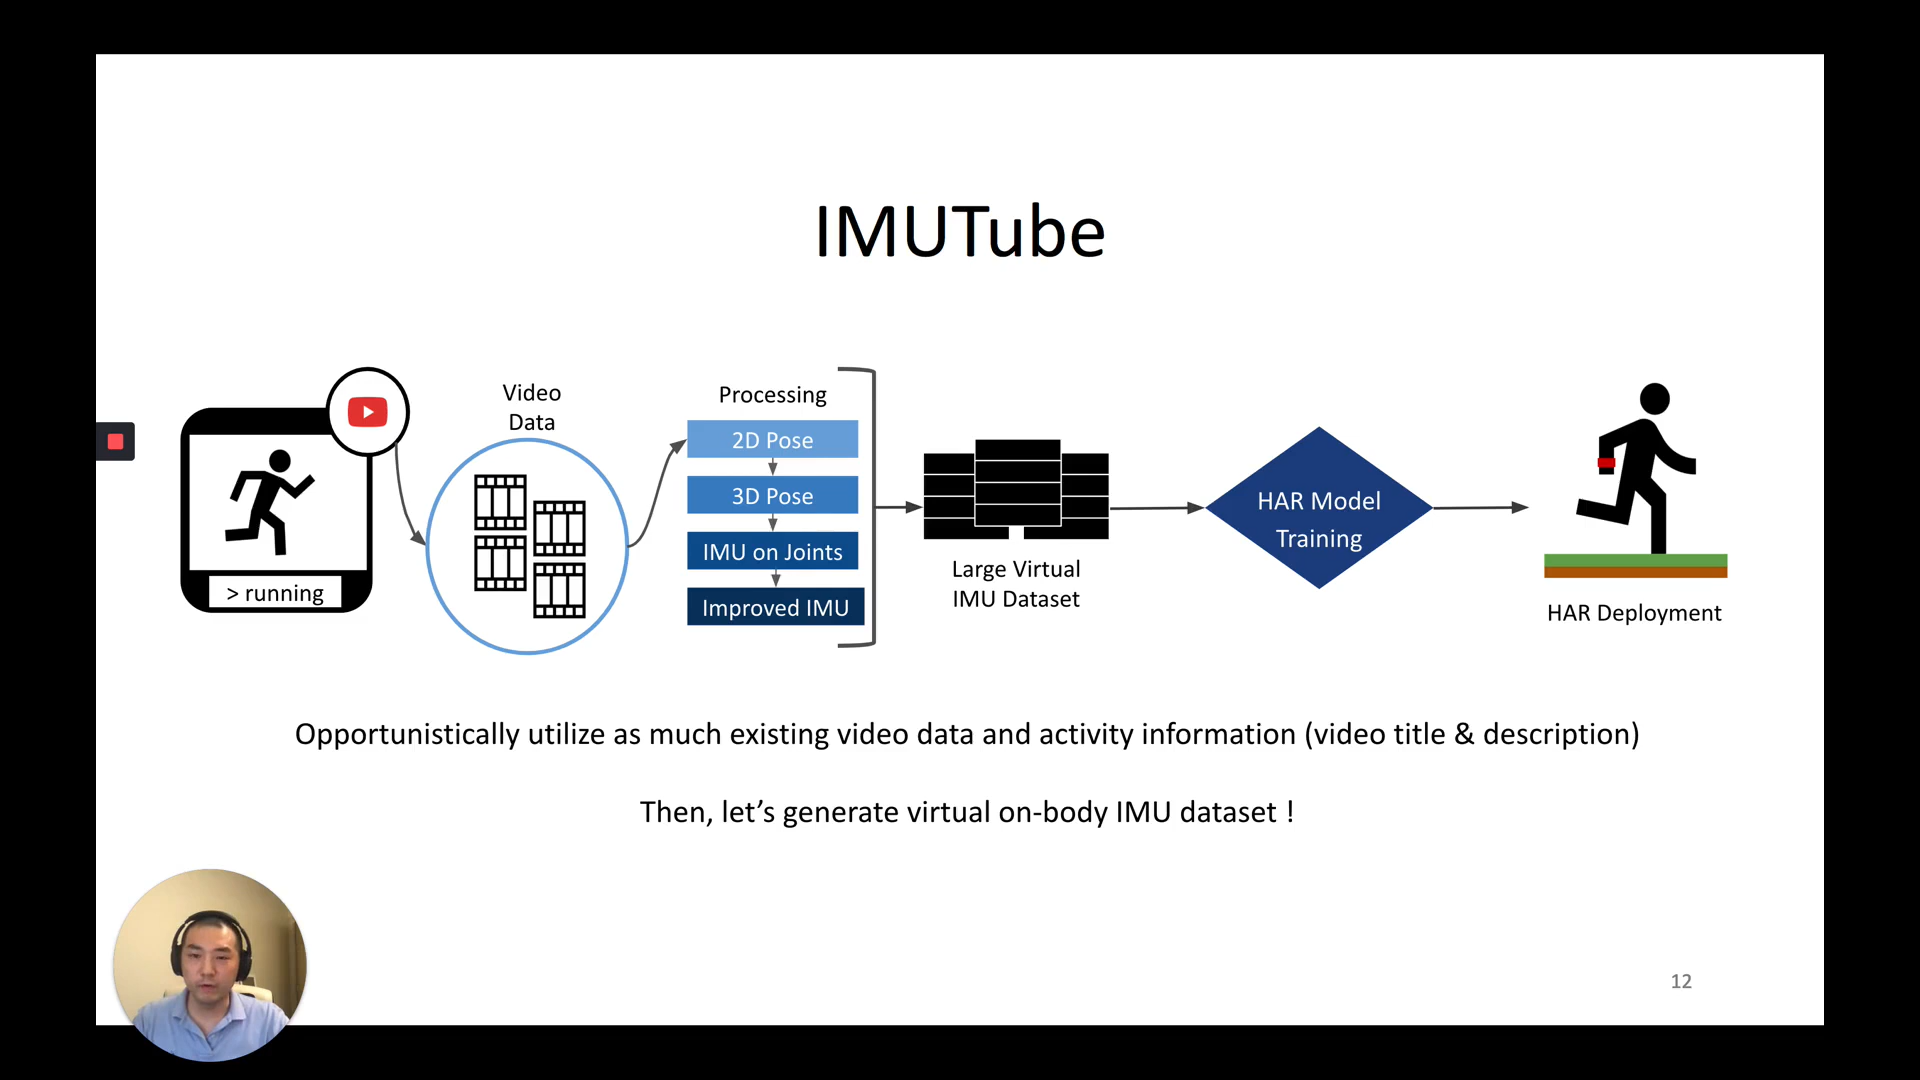 IMUTube
> running
Video
Data
Processing
2D Pose
3D Pose
IMU on Joints
Improved IMU
Large Virtual
IMU Dataset
HAR Model
Training
HAR Deployment
Opportunistically utilize as much existing video data and activity information (video title & description)
Then, let’s generate virtual on-body IMU dataset !
12